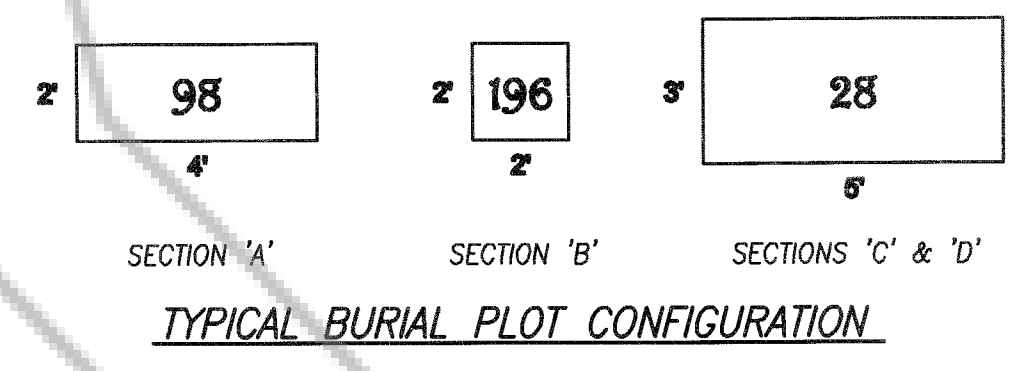 2' 98 2' 196 3' 28
4' 2' 5'
SECTION 'A' SECTION 'B' SECTIONS 'C' & 'D'
TYPICAL BURIAL PLOT CONFIGURATION